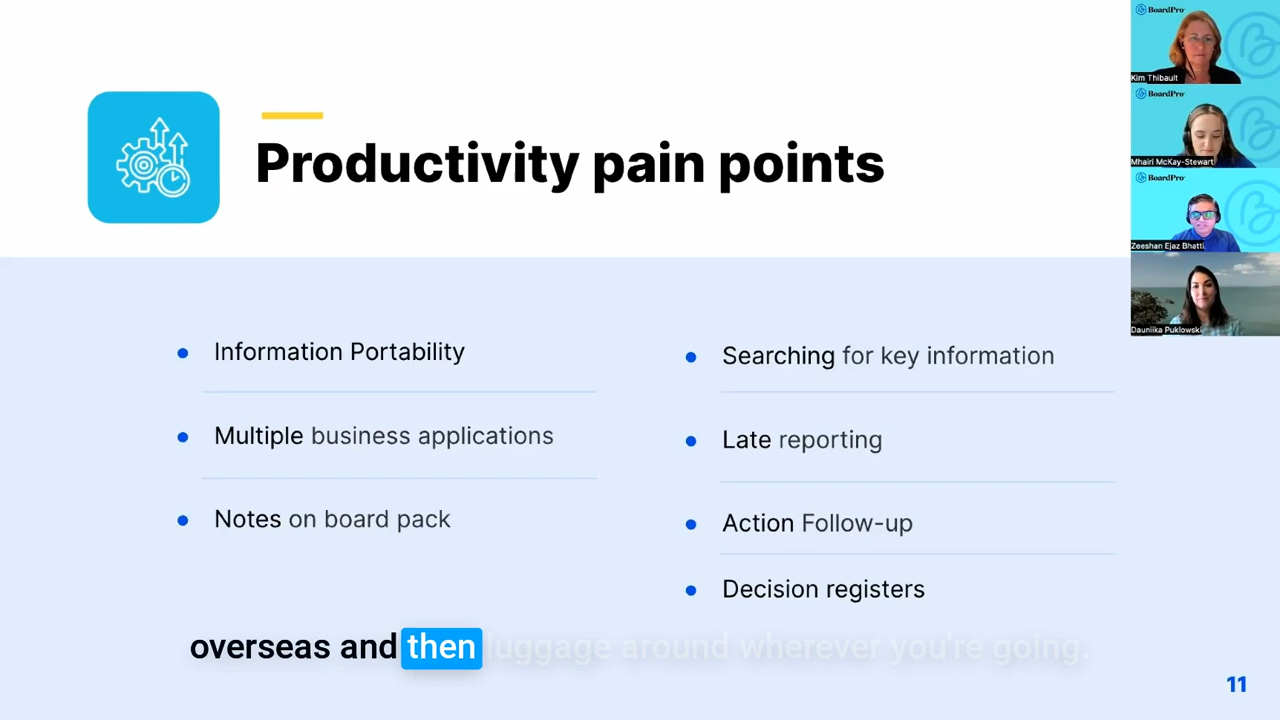 Productivity pain points
Information Portability
Multiple business applications
Notes on board pack
Searching for key information
Late reporting
Action Follow-up
Decision registers
overseas and then luggage around wherever you're going.
11
BoardPro
Kim Thibault
BoardPro
Mhairi McKay-Stewart
BoardPro
Zeeshan Ejaz Bhatti
Dauniika Puklowski